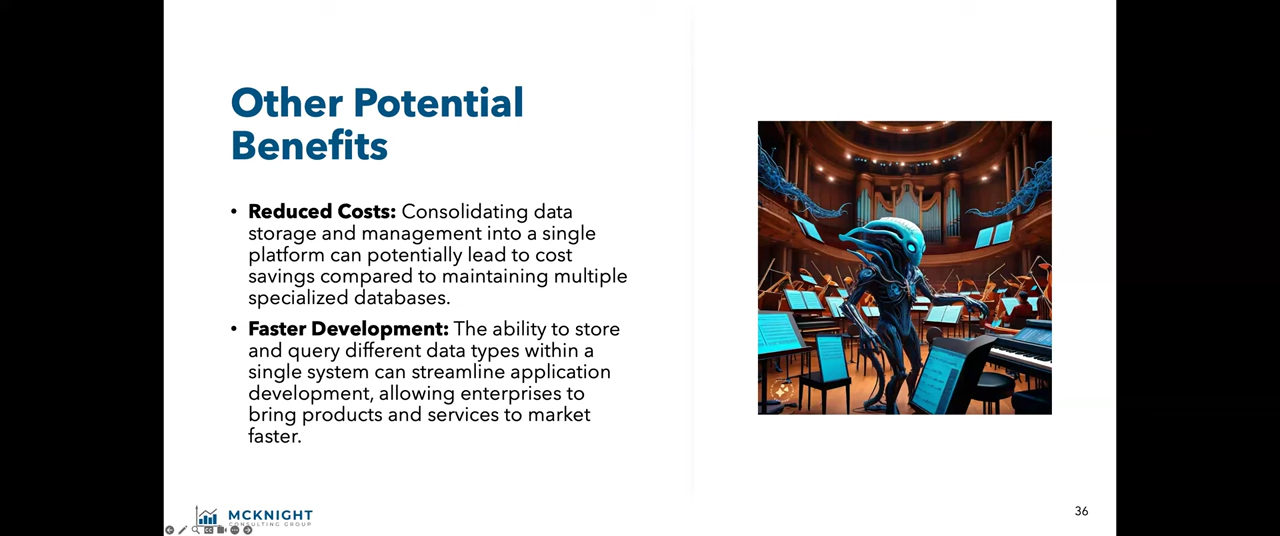 Other Potential
Benefits
• Reduced Costs: Consolidating data
storage and management into a single
platform can potentially lead to cost
savings compared to maintaining multiple
specialized databases.
• Faster Development: The ability to store
and query different data types within a
single system can streamline application
development, allowing enterprises to
bring products and services to market
faster.
MCKNIGHT
CONSULTING GROUP
36